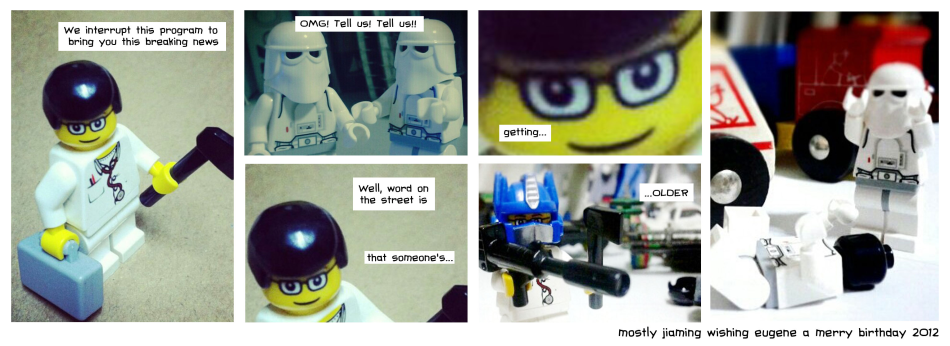 We interrupt this program to
bring you this breaking news
OMG! Tell us! Tell us!!
Well, word on
the street is
that someone's...
getting...
...OLDER
mostly jiaming wishing eugene a merry birthday 2012